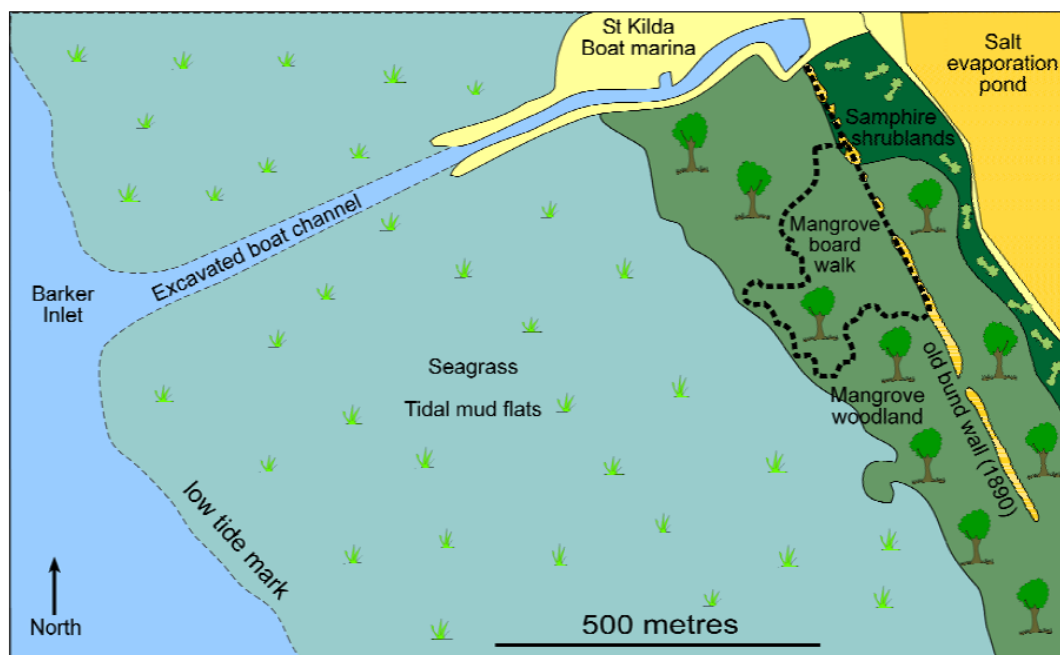 St Kilda
Boat marina
Salt
evaporation
pond
Samphire
shrublands
Excavated boat channel
Mangrove
board
walk
Barker
Inlet
Seagrass
Tidal mud flats
old bund wall (1890)
Mangrove
woodland
low tide mark
North
500 metres